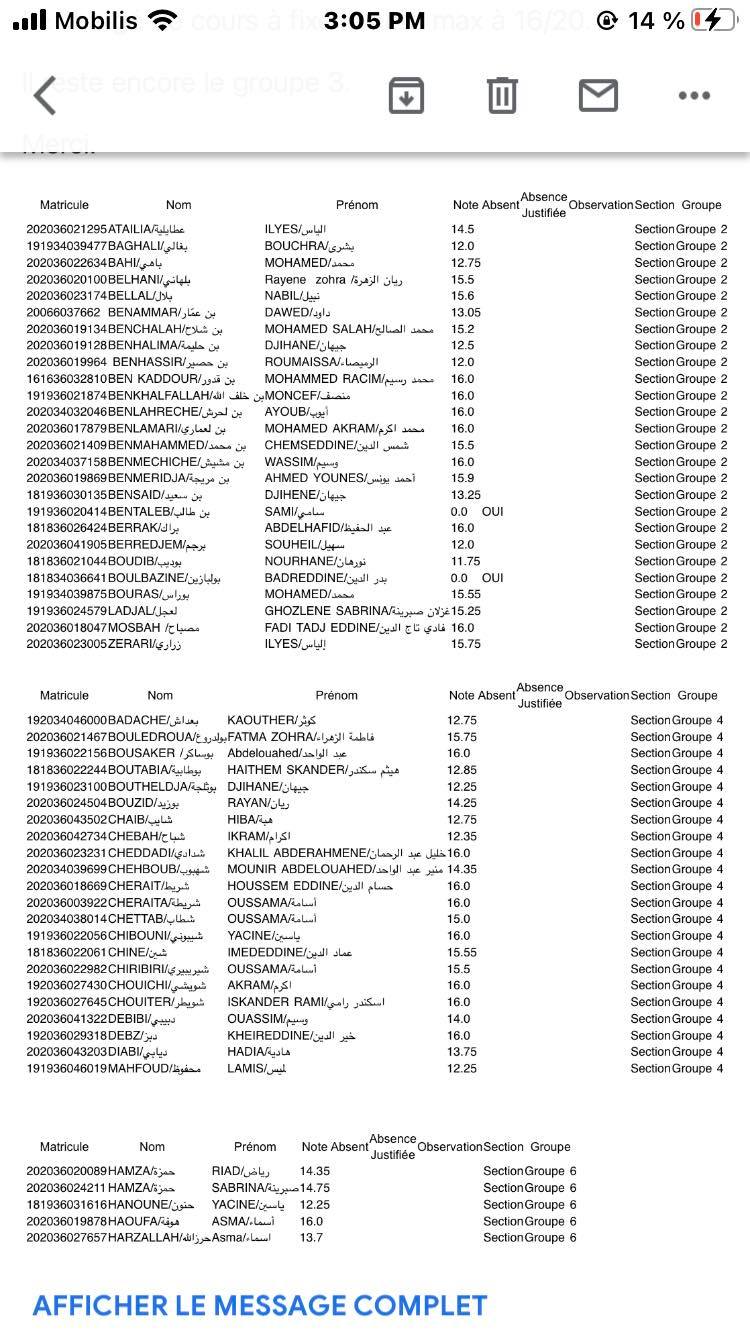 Mobilis 3:05 PM 14 %
cours à fix max à 16/20.
Il reste encore le groupe 3.
Merci.
Matricule Nom Prénom Note Absent Absence Justifiée Observation Section Groupe
202036021295 ATAILIA/عطايلية ILYES/الياس 14.5 Section Groupe 2
191934039477 BAGHALI/بغالي BOUCHRA/بشرى 12.0 Section Groupe 2
202036022634 BAHI/باهي MOHAMED/محمد 12.75 Section Groupe 2
202036020100 BELHANI/بلهاني Rayene zohra /ريان الزهرة 15.5 Section Groupe 2
202036023174 BELLAL/بلال NABIL/نبيل 15.6 Section Groupe 2
20066037662 BENAMMAR/بن عمّار DAWED/داود 13.05 Section Groupe 2
202036019134 BENCHALAH/بن شلاح MOHAMED SALAH/محمد الصالح 15.2 Section Groupe 2
202036019128 BENHALIMA/بن حليمة DJIHANE/جيهان 12.5 Section Groupe 2
202036019964 BENHASSIR/بن حصير ROUMAISSA/الرميصاء 12.0 Section Groupe 2
161636032810 BEN KADDOUR/بن قدور MOHAMMED RACIM/محمد رسيم 16.0 Section Groupe 2
191936021874 BENKHALFALLAH/بن خلف الله MONCEF/منصف 16.0 Section Groupe 2
202034032046 BENLAHRECHE/بن لحرش AYOUB/أيوب 16.0 Section Groupe 2
202036017879 BENLAMARI/بن لعماري MOHAMED AKRAM/محمد اكرم 16.0 Section Groupe 2
202036021409 BENMAHAMMED/بن محمد CHEMSEDDINE/شمس الدين 15.5 Section Groupe 2
202034037158 BENMECHICHE/بن مشيش WASSIM/وسيم 16.0 Section Groupe 2
202036019869 BENMERIDJA/بن مريجة AHMED YOUNES/أحمد يونس 15.9 Section Groupe 2
181936030135 BENSAID/بن سعيد DJIHENE/جيهان 13.25 Section Groupe 2
191936020414 BENTALEB/بن طالب SAMI/سامي 0.0 OUI Section Groupe 2
181836026424 BERRAK/براك ABDELHAFID/عبد الحفيظ 16.0 Section Groupe 2
202036041905 BERREDJEM/برجم SOUHEIL/سهيل 12.0 Section Groupe 2
181836021044 BOUDIB/بوديب NOURHANE/نورهان 11.75 Section Groupe 2
181834036641 BOULBAZINE/بولبازين BADREDDINE/بدر الدين 0.0 OUI Section Groupe 2
191934039875 BOURAS/بوراس MOHAMED/محمد 15.55 Section Groupe 2
191936024579 LADJAL/لعجل GHOZLENE SABRINA/غزلان صبرينة 15.25 Section Groupe 2
202036018047 MOSBAH /مصباح FADI TADJ EDDINE/فادي تاج الدين 16.0 Section Groupe 2
202036023005 ZERARI/زراري ILYES/إلياس 15.75 Section Groupe 2
Matricule Nom Prénom Note Absent Absence Justifiée Observation Section Groupe
192034046000 BADACHE/بعداش KAOUTHER/كوثر 12.75 Section Groupe 4
202036021467 BOULEDROUA/بولدروع FATMA ZOHRA/فاطمة الزهراء 15.75 Section Groupe 4
191936022156 BOUSAKER /بوساكر Abdelouahed/عبد الواحد 16.0 Section Groupe 4
181836022244 BOUTABIA/بوطابية HAITHEM SKANDER/هيثم سكندر 12.85 Section Groupe 4
191936023100 BOUTHELDJA/بوثلجة DJIHANE/جيهان 12.25 Section Groupe 4
202036024504 BOUZID/بوزيد RAYAN/ريان 14.25 Section Groupe 4
202036043502 CHAIB/شايب HIBA/هبة 12.75 Section Groupe 4
202036042734 CHEBAH/شباح IKRAM/اكرام 12.35 Section Groupe 4
202036023231 CHEDDADI/شدادي KHALIL ABDERAHMENE/خليل عبد الرحمان 16.0 Section Groupe 4
202034039699 CHEHBOUB/شهبوب MOUNIR ABDELOUAHED/منير عبد الواحد 14.35 Section Groupe 4
202036018669 CHERAIT/شريط HOUSSEM EDDINE/حسام الدين 16.0 Section Groupe 4
202036003922 CHERAITA/شريطة OUSSAMA/أسامة 16.0 Section Groupe 4
202034038014 CHETTAB/شطاب OUSSAMA/أسامة 15.0 Section Groupe 4
191936022056 CHIBOUNI/شيبوني YACINE/ياسين 16.0 Section Groupe 4
181836022061 CHINE/شين IMEDEDDINE/عماد الدين 15.55 Section Groupe 4
202036022982 CHIRIBIRI/شيريبيري OUSSAMA/أسامة 15.5 Section Groupe 4
192036027430 CHOUICHI/شويشي AKRAM/اكرم 16.0 Section Groupe 4
192036027645 CHOUITER/شويطر ISKANDER RAMI/اسكندر رامي 16.0 Section Groupe 4
202036041322 DEBIBI/دبيبي OUASSIM/وسيم 14.0 Section Groupe 4
192036029318 DEBZ/دبز KHEIREDDINE/خير الدين 16.0 Section Groupe 4
202036043203 DIABI/ديابي HADIA/هادية 13.75 Section Groupe 4
191936046019 MAHFOUD/محفوظ LAMIS/لميس 12.25 Section Groupe 4
Matricule Nom Prénom Note Absent Absence Justifiée Observation Section Groupe
202036020089 HAMZA/حمزة RIAD/رياض 14.35 Section Groupe 6
202036024211 HAMZA/حمزة SABRINA/صبرينة 14.75 Section Groupe 6
181936031616 HANOUNE/حنون YACINE/ياسين 12.25 Section Groupe 6
202036019878 HAOUFA/هوفة ASMA/أسماء 16.0 Section Groupe 6
202036027657 HARZALLAH/حرزالله Asma/اسماء 13.7 Section Groupe 6
AFFICHER LE MESSAGE COMPLET